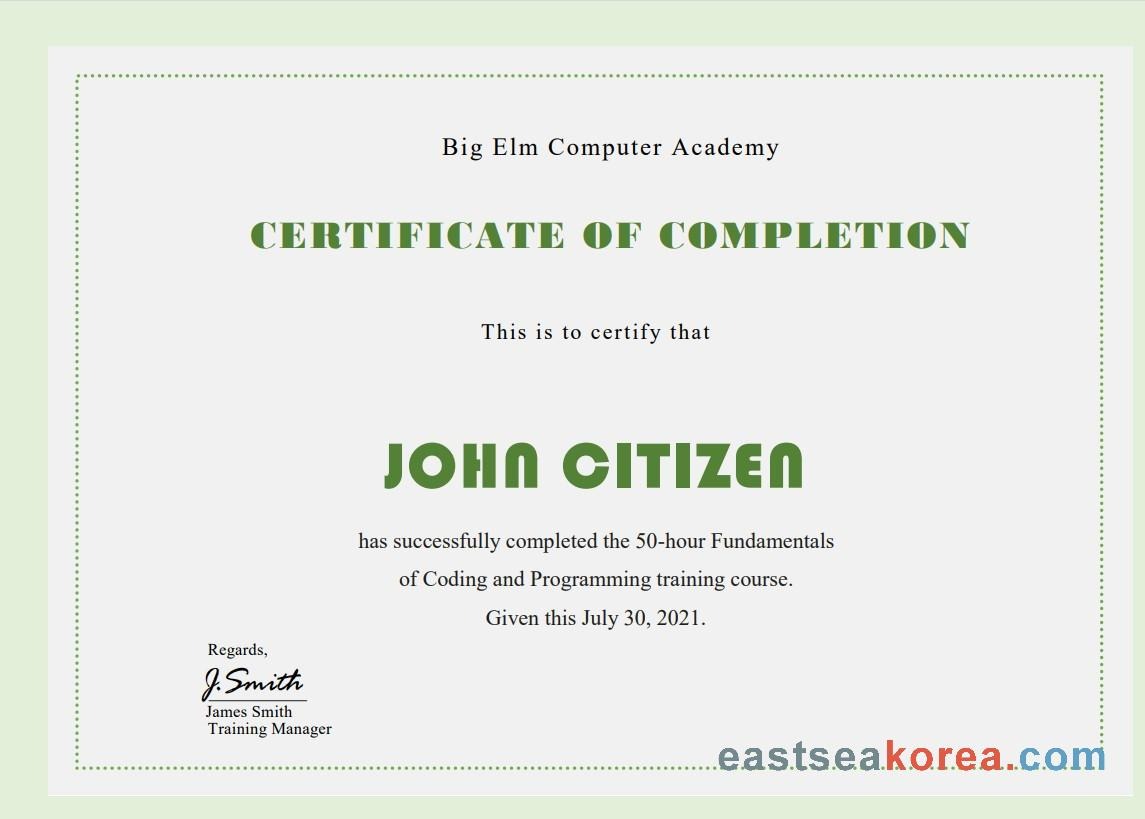 Big Elm Computer Academy
CERTIFICATE OF COMPLETION
This is to certify that
JOHN CITIZEN
has successfully completed the 50-hour Fundamentals
of Coding and Programming training course.
Given this July 30, 2021.
Regards,
J. Smith
James Smith
Training Manager
eastseakorea.com